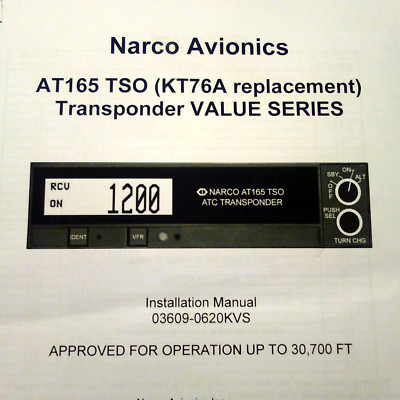 Narco Avionics
AT165 TSO (KT76A replacement)
Transponder VALUE SERIES
RCV
ON
1200
NARCO AT165 TSO
ATC TRANSPONDER
IDENT
VFR
ON
SBY
ALT
OFF
PUSH
SEL
TURN CHG
Installation Manual
03609-0620KVS
APPROVED FOR OPERATION UP TO 30,700 FT